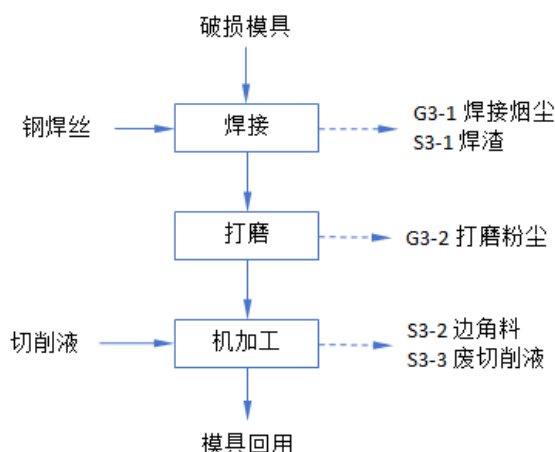 破损模具
钢焊丝
焊接
G3-1 焊接烟尘
S3-1 焊渣
打磨
G3-2 打磨粉尘
切削液
机加工
S3-2 边角料
S3-3 废切削液
模具回用